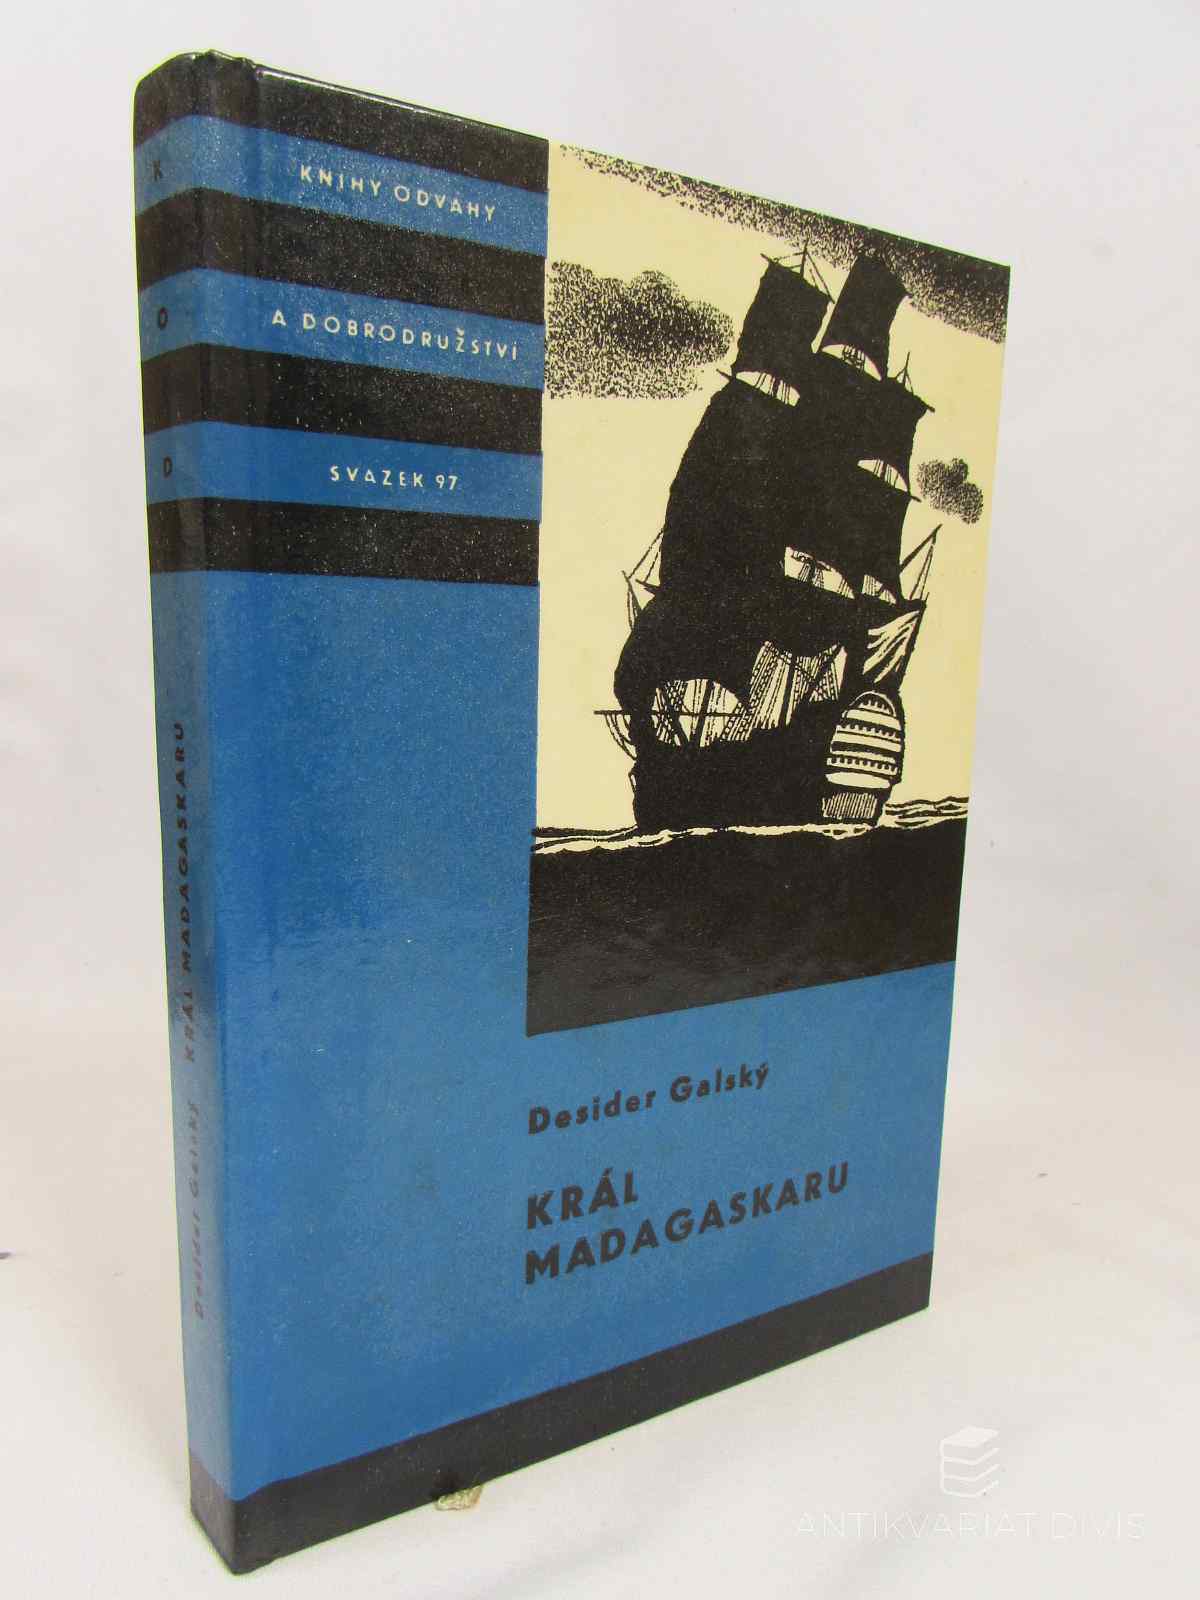 KNIHY ODVAHY
A DOBRODRUŽSTVÍ
SVAZEK 97
Desider Galský
KRÁL
MADAGASKARU
K
O
D
Desider Galský KRÁL MADAGASKARU
ANTIKVARIAT DIVIS